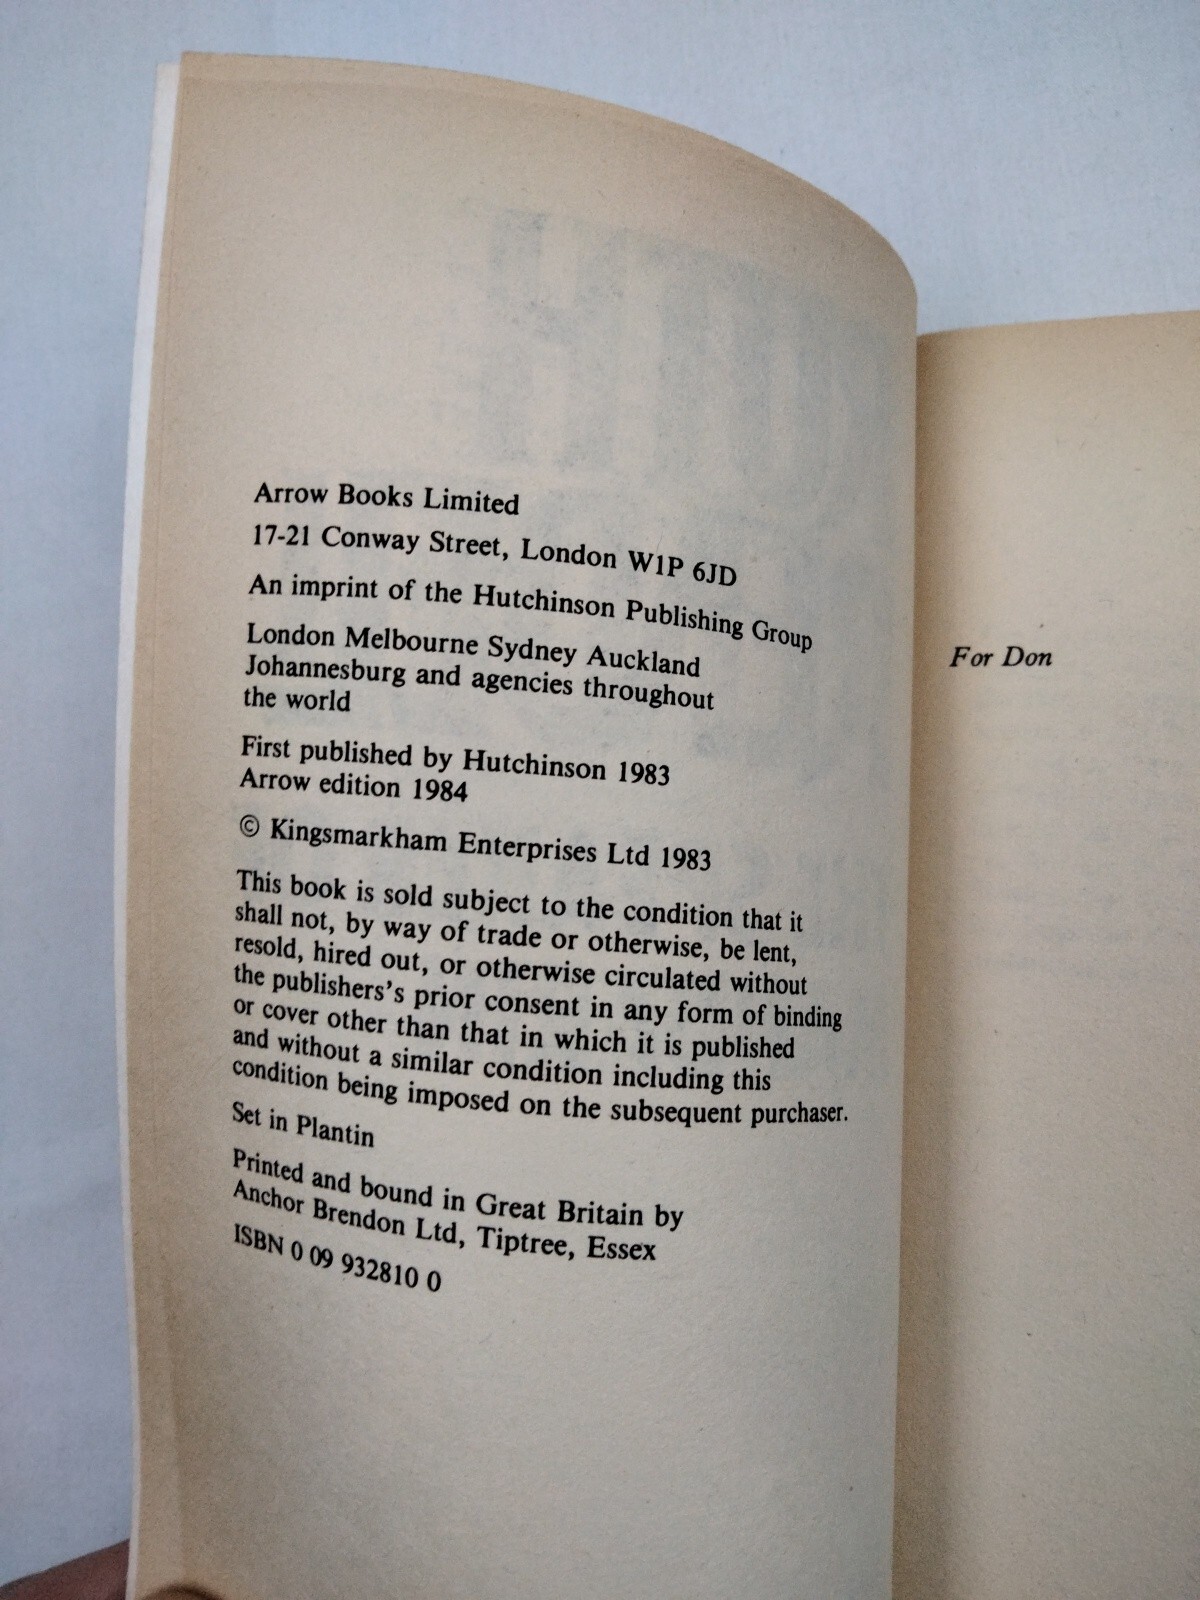 Arrow Books Limited
17-21 Conway Street, London W1P 6JD
An imprint of the Hutchinson Publishing Group
London Melbourne Sydney Auckland
Johannesburg and agencies throughout
the world
First published by Hutchinson 1983
Arrow edition 1984
© Kingsmarkham Enterprises Ltd 1983
This book is sold subject to the condition that it
shall not, by way of trade or otherwise, be lent,
resold, hired out, or otherwise circulated without
the publishers's prior consent in any form of binding
or cover other than that in which it is published
and without a similar condition including this
condition being imposed on the subsequent purchaser.
Set in Plantin
Printed and bound in Great Britain by
Anchor Brendon Ltd, Tiptree, Essex
ISBN 0 09 932810 0
For Don